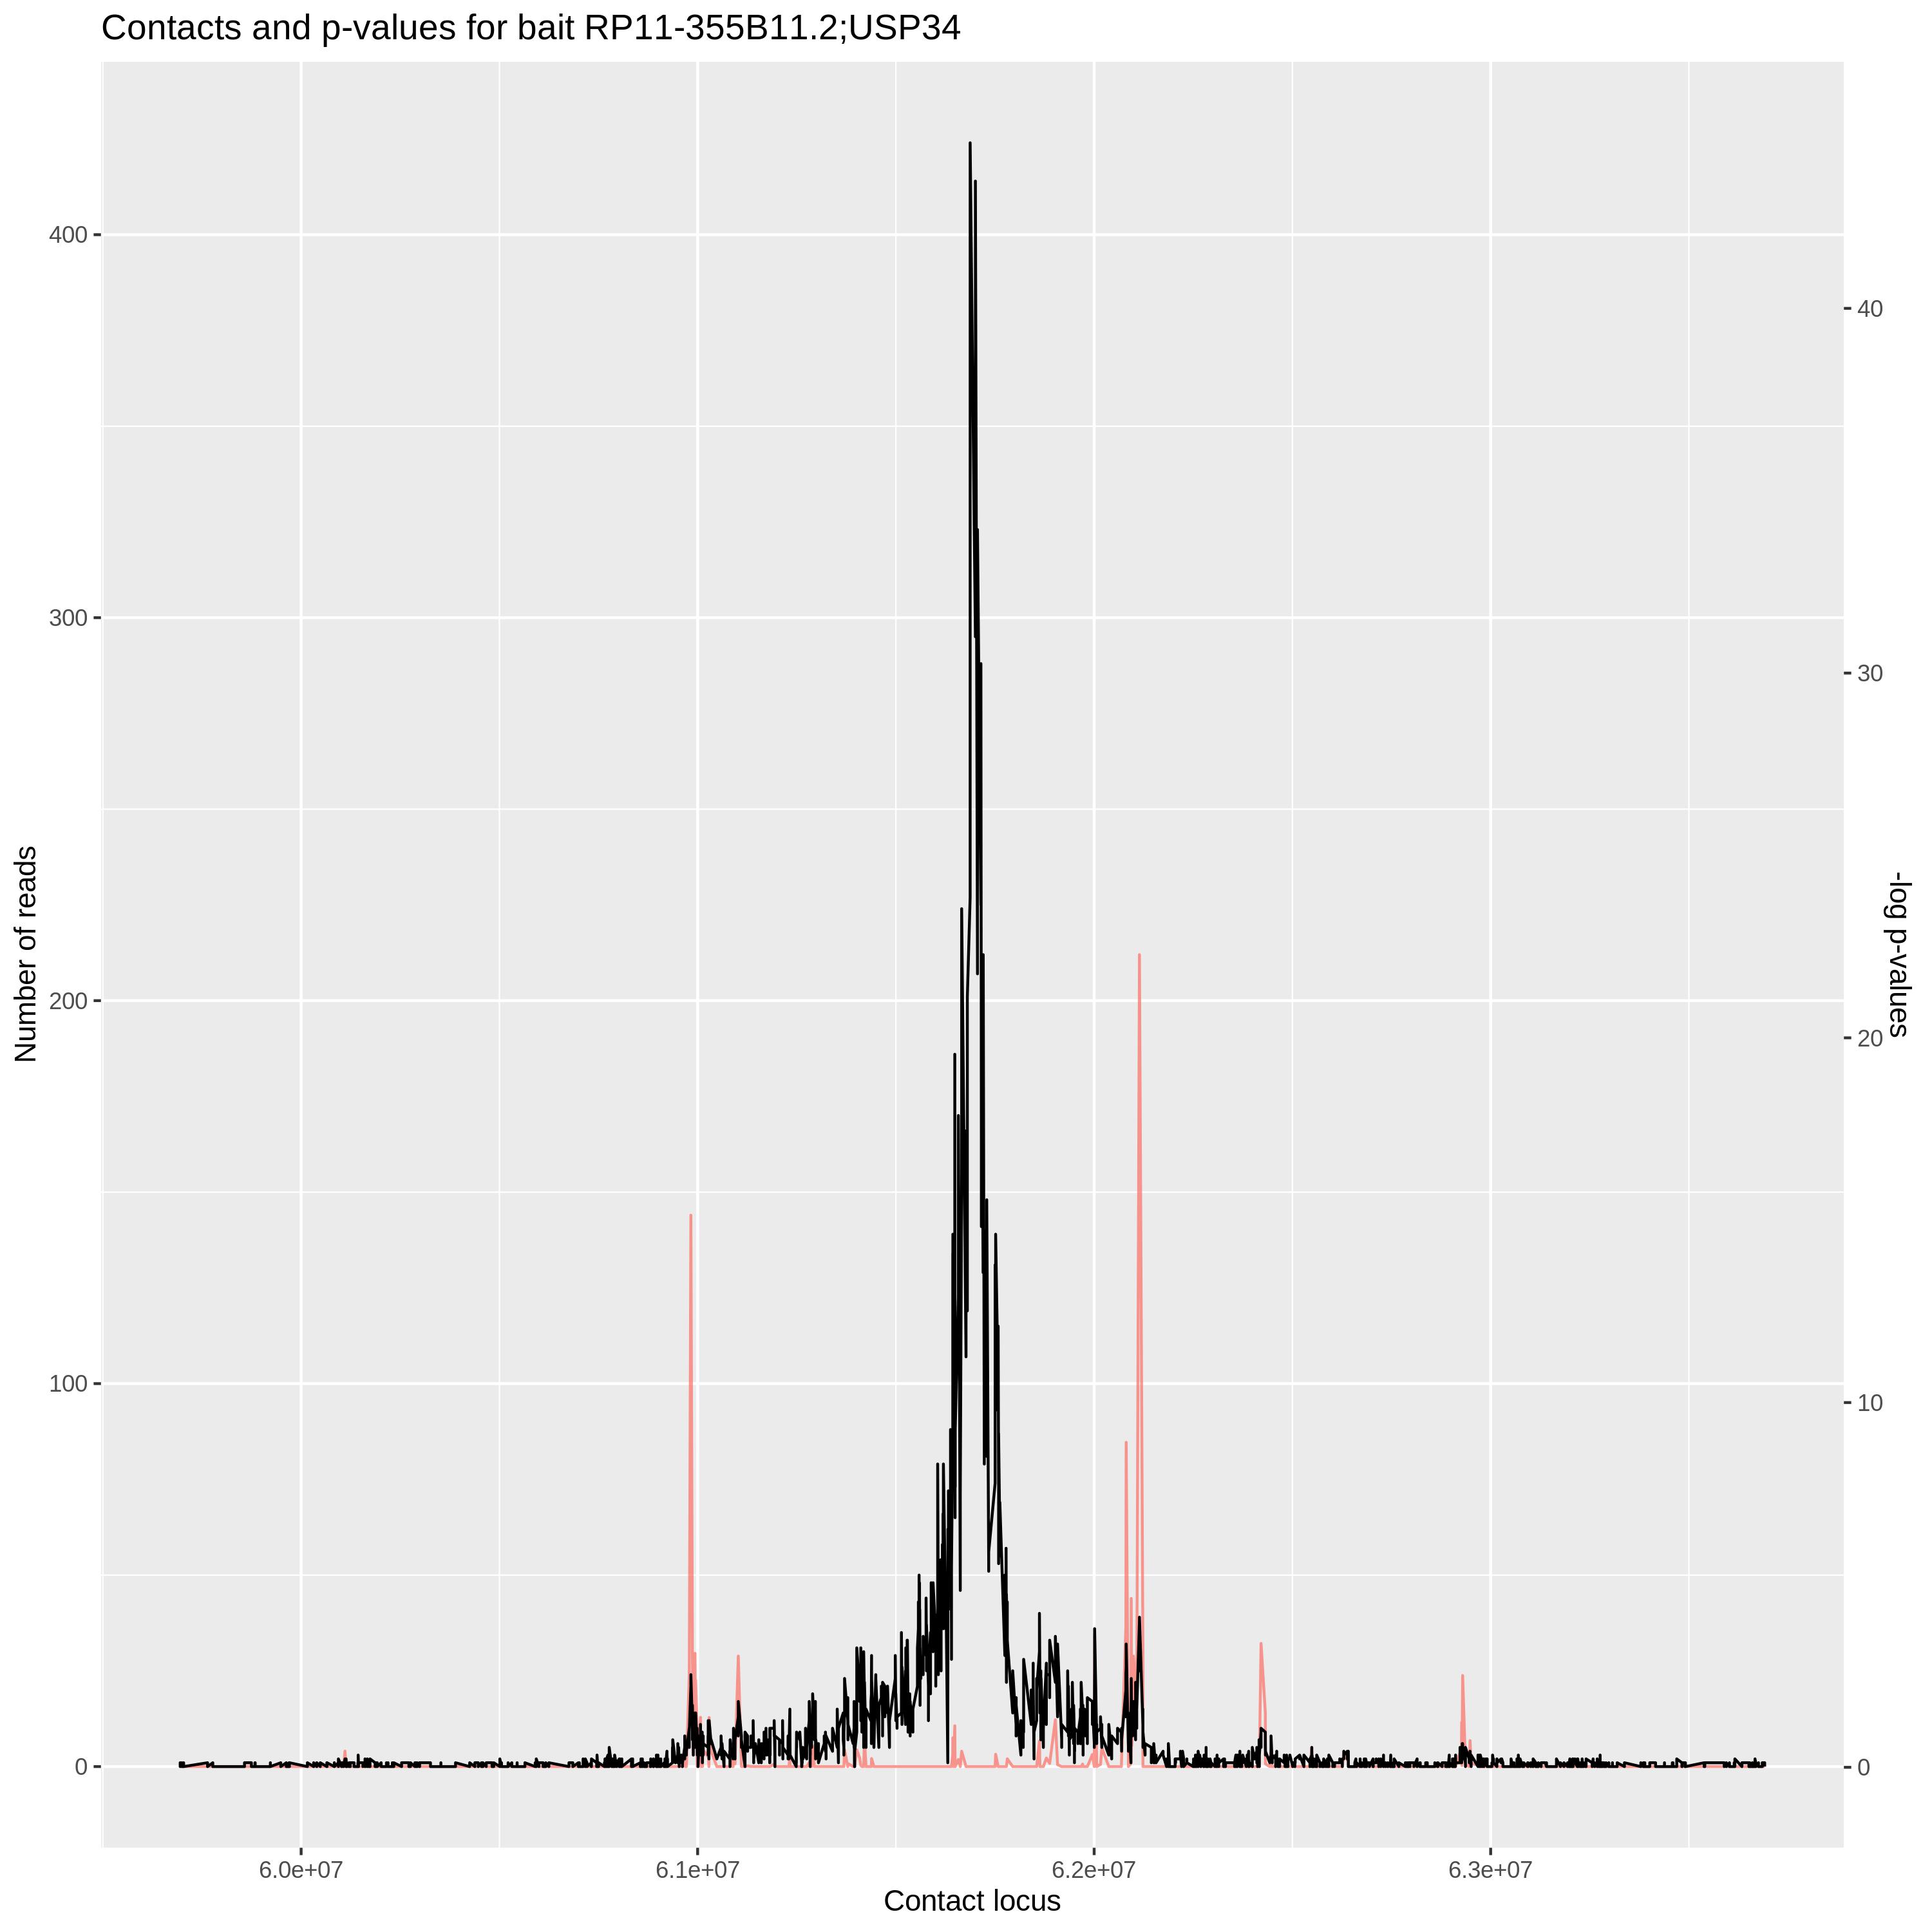 Contacts and p-values for bait RP11-355B11.2;USP34
400
300
200
100
0
Number of reads
40
30
20
10
0
-log p-values
6.0e+07
6.1e+07
6.2e+07
6.3e+07
Contact locus